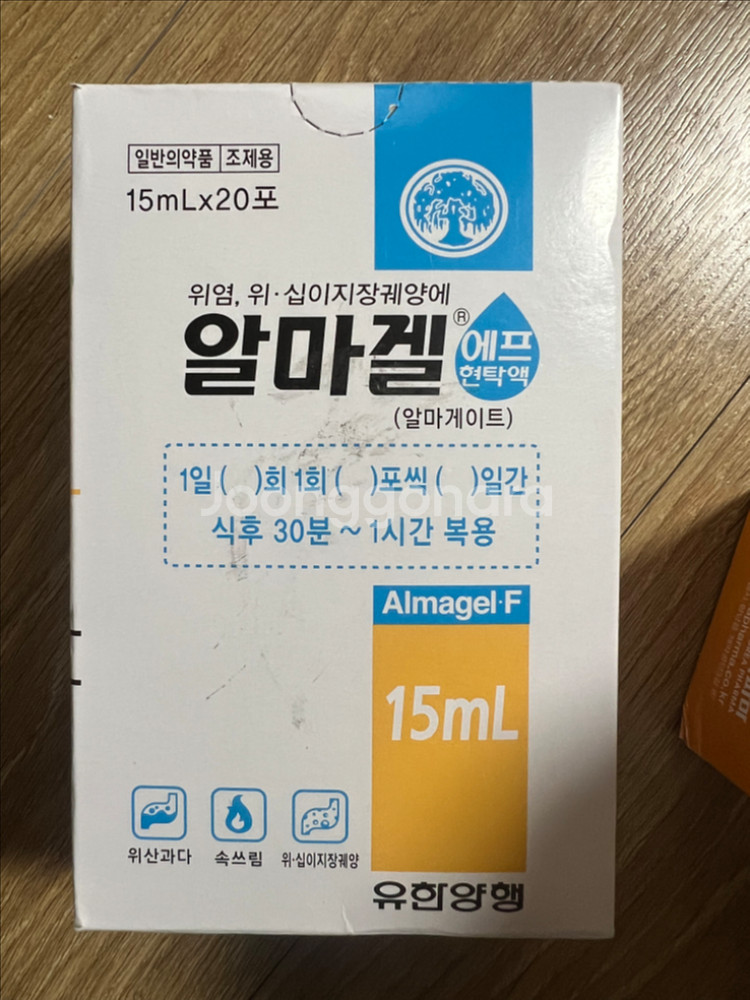 일반의약품 조제용
15mLx20포
위염, 위·십이지장궤양에
알마겔® 에프
현탁액
(알마게이트)
1일 ( )회 1회 ( )포씩 ( )일간
식후 30분 ~ 1시간 복용
Joonggonara
Almagel·F
15mL
위산과다 속쓰림 위·십이지장궤양
유한양행